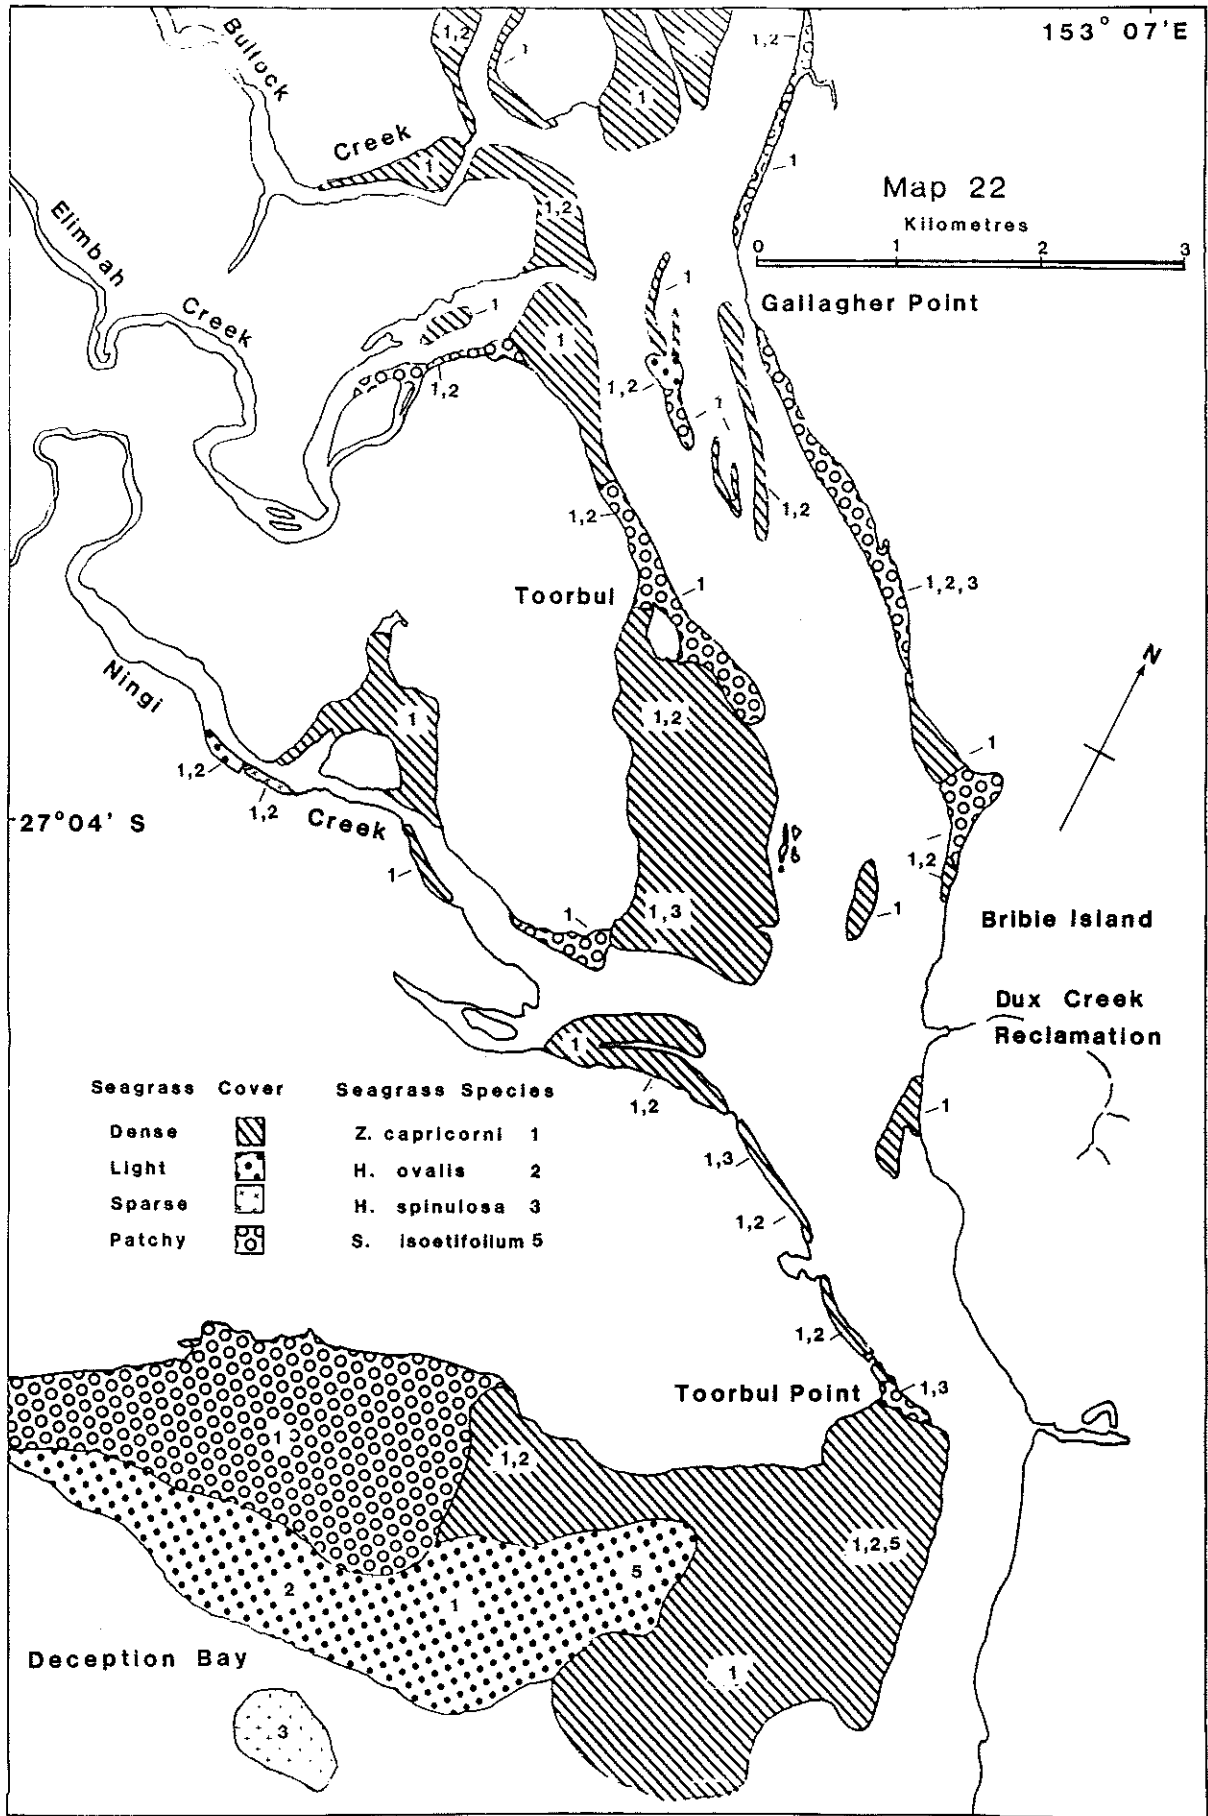 153° 07'E
Bullock
Creek
1,2
1
1
1,2
1
1
1,2
1
Map 22
Kilometres
0 1 2 3
Elimbah
Creek
Gallagher Point
1
1
1
1,2
1,2
1
1,2
1,2
1,2,3
Toorbul
1
Ningi
1
1,2
1
N
1,2
1,2
27°04' S
Creek
1,2
1
1
1,3
1
Bribie Island
Dux Creek
Reclamation
1
1,2
1
Seagrass Cover
Dense
Light
Sparse
Patchy
Seagrass Species
Z. capricorni 1
H. ovalis 2
H. spinulosa 3
S. isoetifolium 5
1,3
1,2
1,2
Toorbul Point
1,3
1
1,2
1,2,5
2
1
5
Deception Bay
1
3